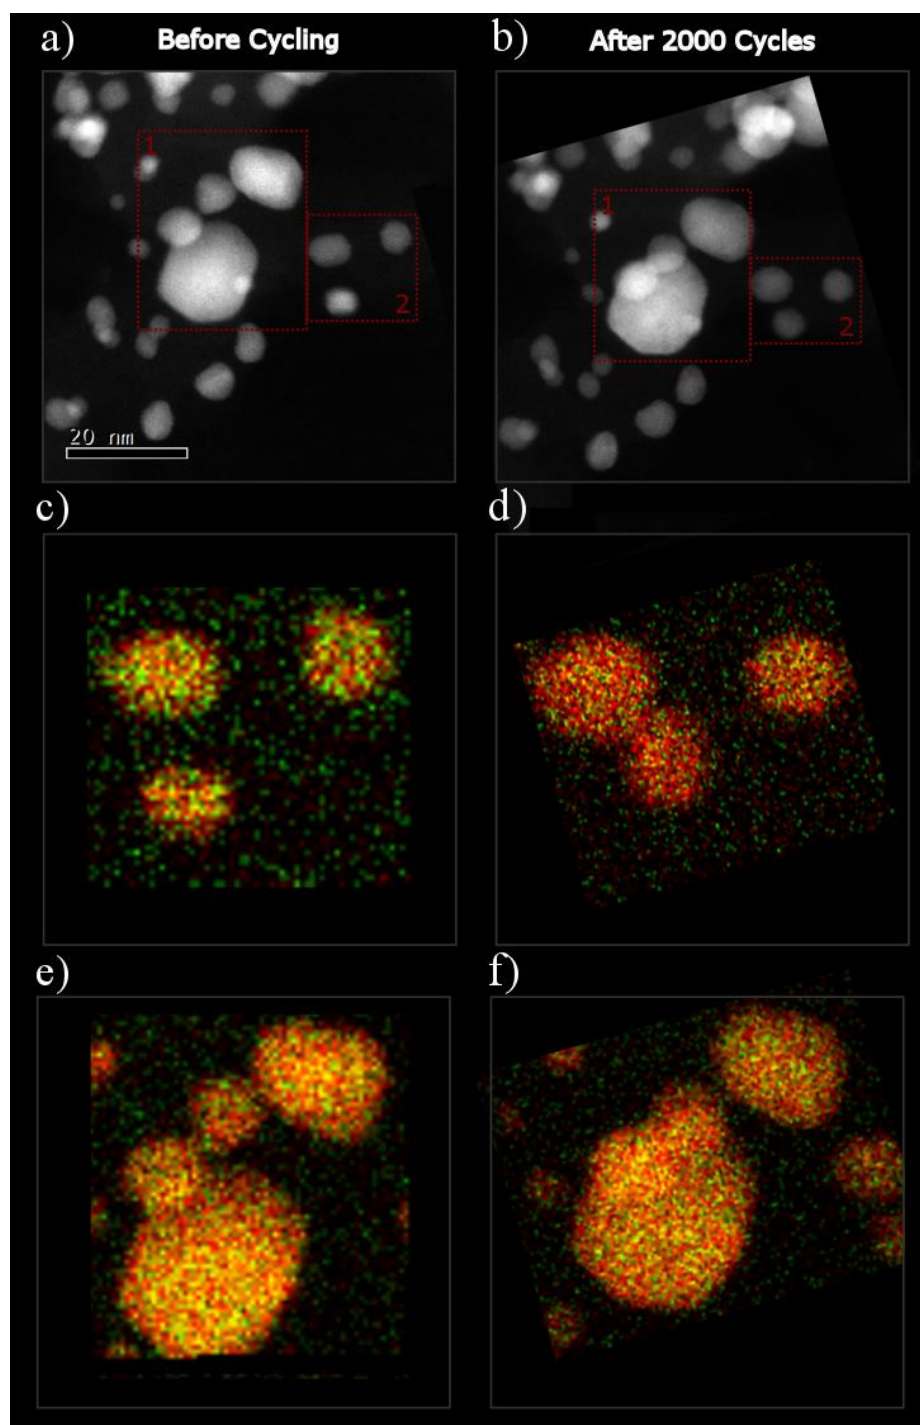 a) Before Cycling
b) After 2000 Cycles
1
2
20 nm
1
2
c)
d)
e)
f)